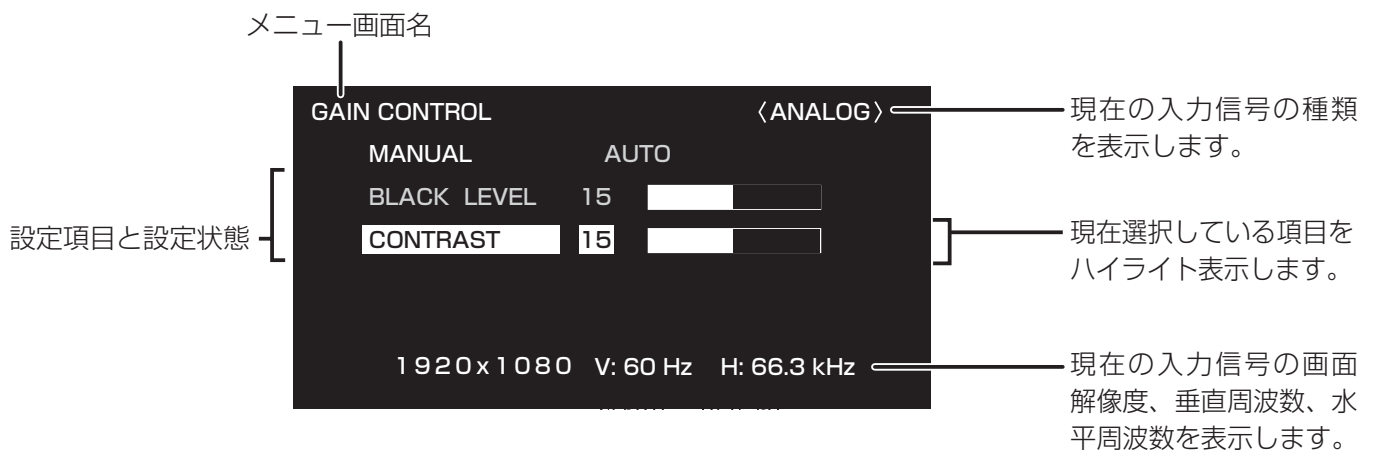 メニュー画面名
GAIN CONTROL 〈ANALOG〉
MANUAL AUTO
BLACK LEVEL 15
CONTRAST 15
1920x1080 V: 60 Hz H: 66.3 kHz
設定項目と設定状態
現在の入力信号の種類
を表示します。
現在選択している項目を
ハイライト表示します。
現在の入力信号の画面
解像度、垂直周波数、水
平周波数を表示します。